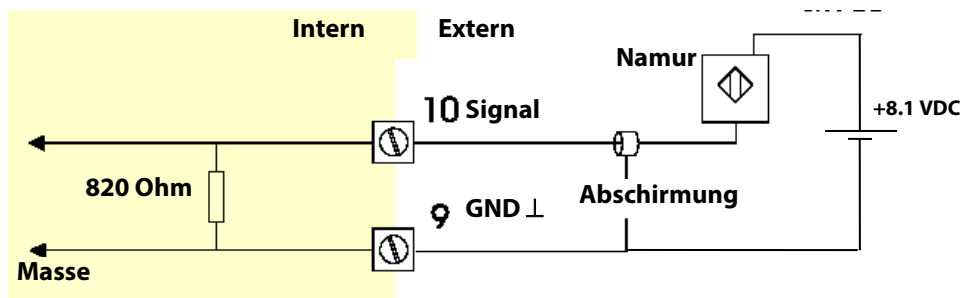 Intern
Extern
Namur
10 Signal
+8.1 VDC
820 Ohm
Abschirmung
9 GND ⊥
Masse